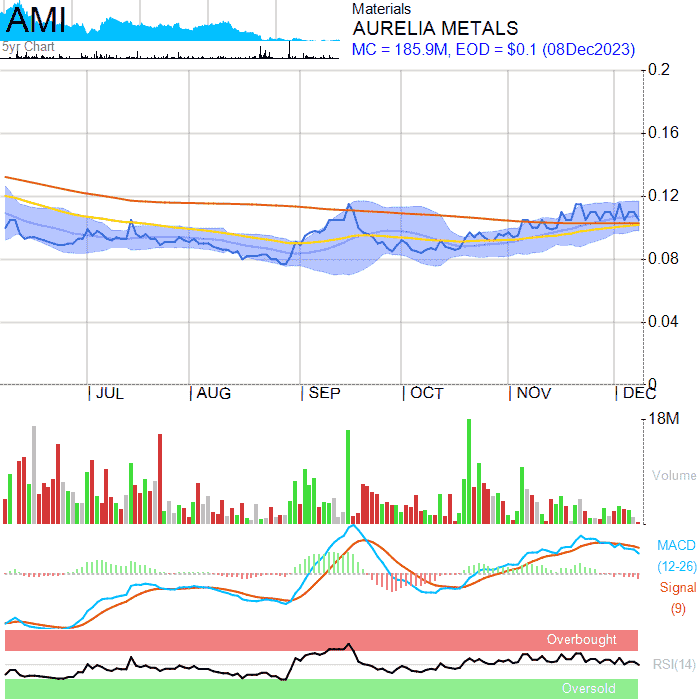 AMI
5yr Chart
Materials
AURELIA METALS
MC = 185.9M, EOD = $0.1 (08Dec2023)
0.2
0.16
0.12
0.08
0.04
0
JUL AUG SEP OCT NOV DEC
18M
Volume
MACD
(12-26)
Signal
(9)
Overbought
RSI(14)
Oversold